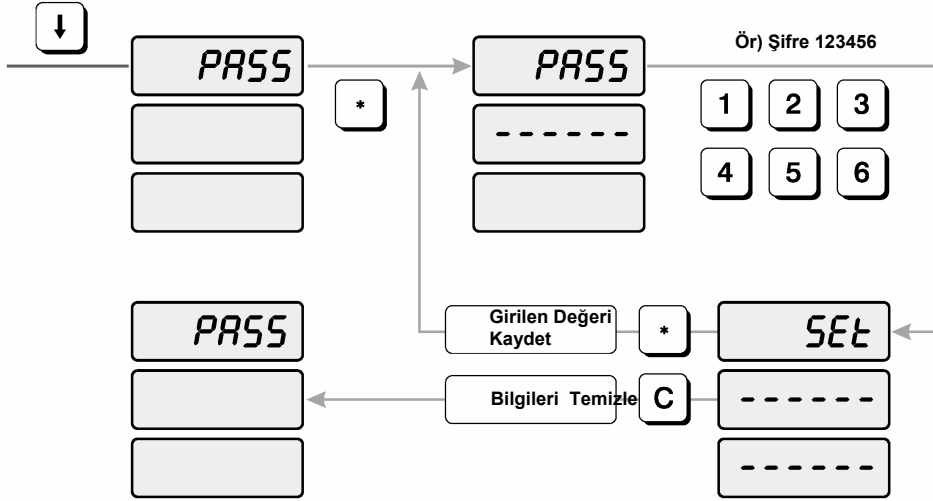 ↓
PASS
*
PASS
- - - - - -
Ör) Şifre 123456
1 2 3
4 5 6
PASS
Girilen Değeri
Kaydet
*
SEt
Bilgileri Temizle
C
- - - - - -
- - - - - -